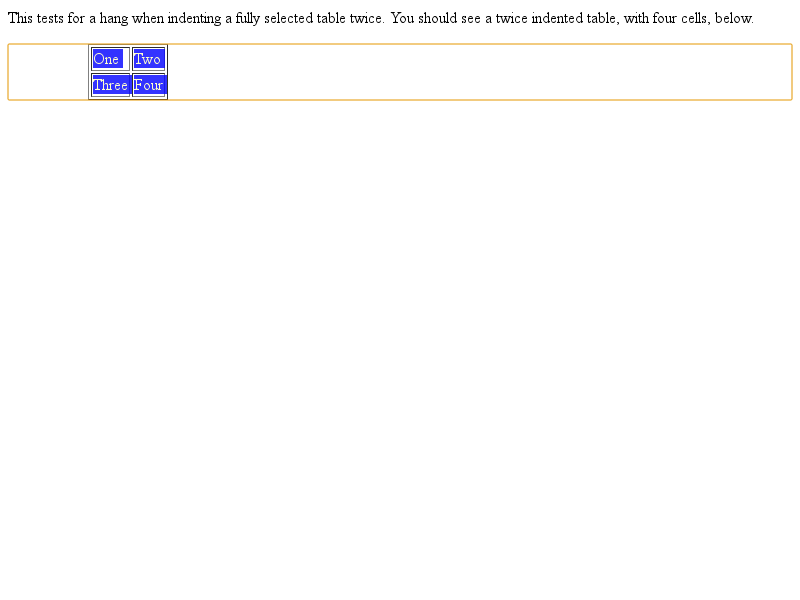 This tests for a hang when indenting a fully selected table twice. You should see a twice indented table, with four cells, below.
One Two
Three Four